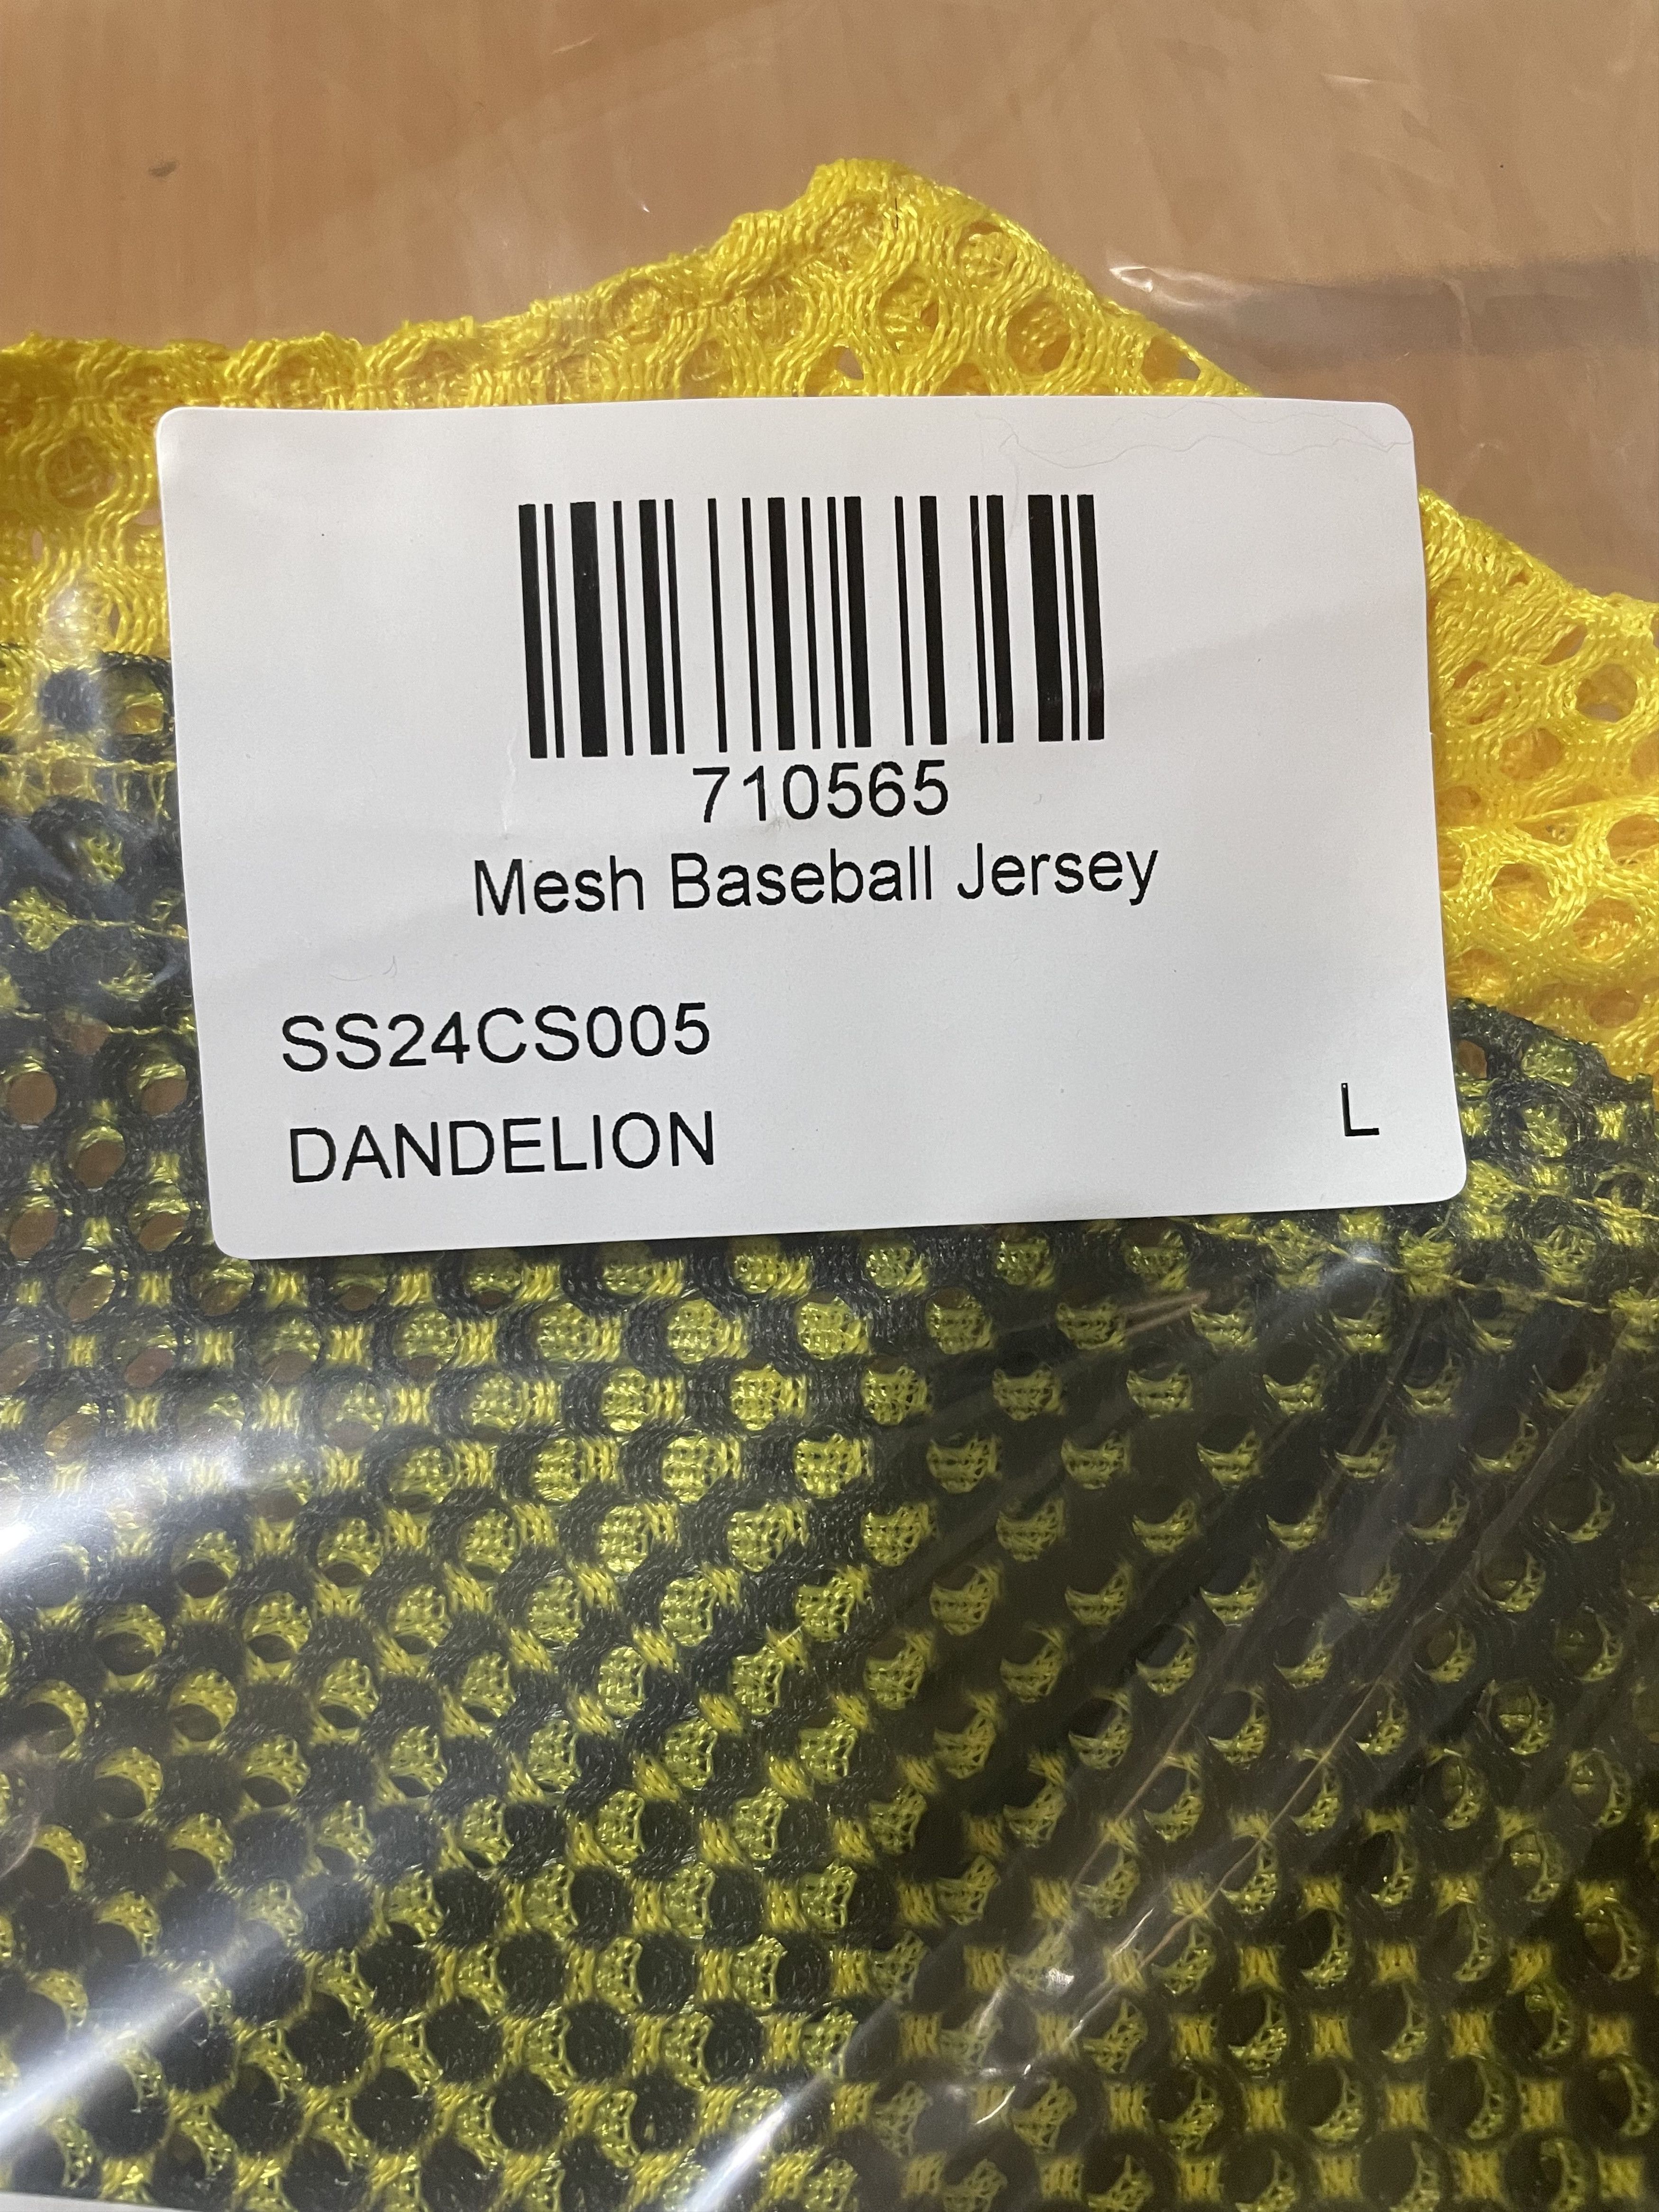 710565
Mesh Baseball Jersey
SS24CS005
DANDELION
L